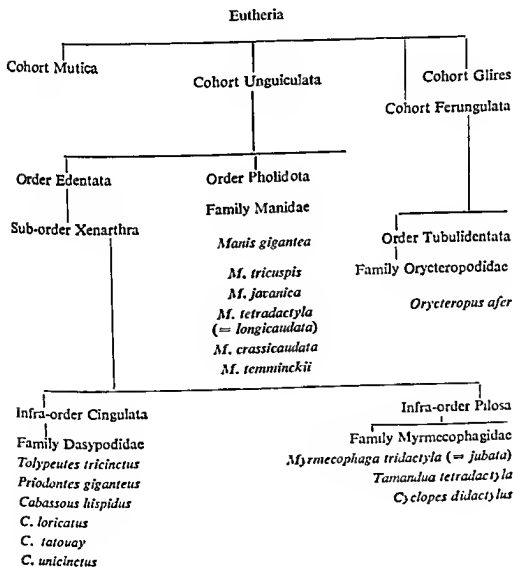 Eutheria
Cohort Mutica
Cohort Unguiculata
Cohort Glires
Cohort Ferungulata
Order Edentata
Order Pholidota
Sub-order Xenarthra
Family Manidae
Manis gigantea
M. tricuspis
M. javanica
M. tetradactyla
(= longicaudata)
M. crassicaudata
M. temminckii
Order Tubulidentata
Family Orycteropodidae
Orycteropus afer
Infra-order Cingulata
Family Dasypodidae
Tolypeutes tricinctus
Priodontes giganteus
Cabassous hispidus
C. loricatus
C. tatouay
C. unicinctus
Infra-order Pilosa
Family Myrmecophagidae
Myrmecophaga tridactyla (= jubata)
Tamandua tetradactyla
Cyclopes didactylus